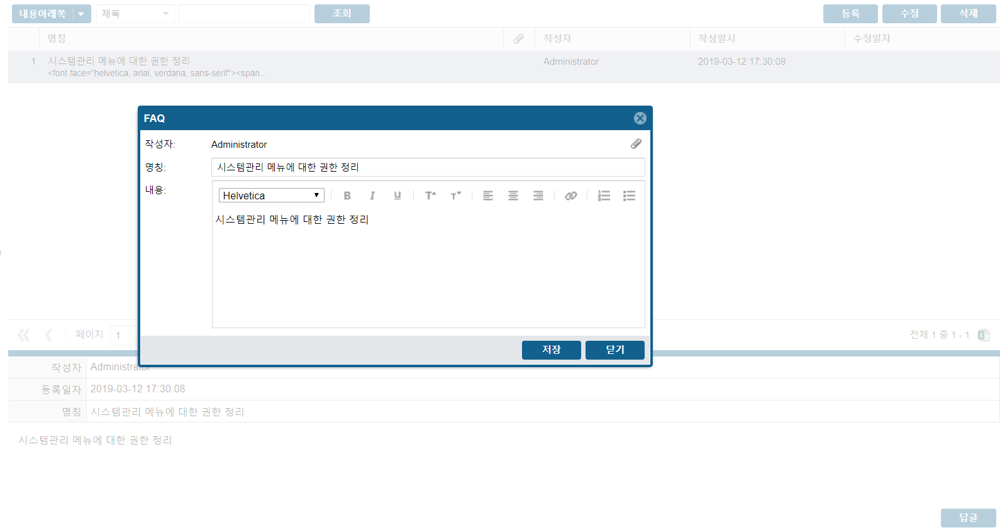 내용아래쪽 제목 조회 등록 수정 삭제
명칭 작성자 작성일시 수정일자
1 시스템관리 메뉴에 대한 권한 정리 Administrator 2019-03-12 17:30:08
<font face="helvetica, arial, verdana, sans-serif"><span...
FAQ
작성자: Administrator
명칭: 시스템관리 메뉴에 대한 권한 정리
내용: Helvetica B I U T T
시스템관리 메뉴에 대한 권한 정리
페이지 1 전체 1 중 1 - 1
저장 닫기
작성자 Administrator
등록일자 2019-03-12 17:30:08
명칭 시스템관리 메뉴에 대한 권한 정리
시스템관리 메뉴에 대한 권한 정리
답글